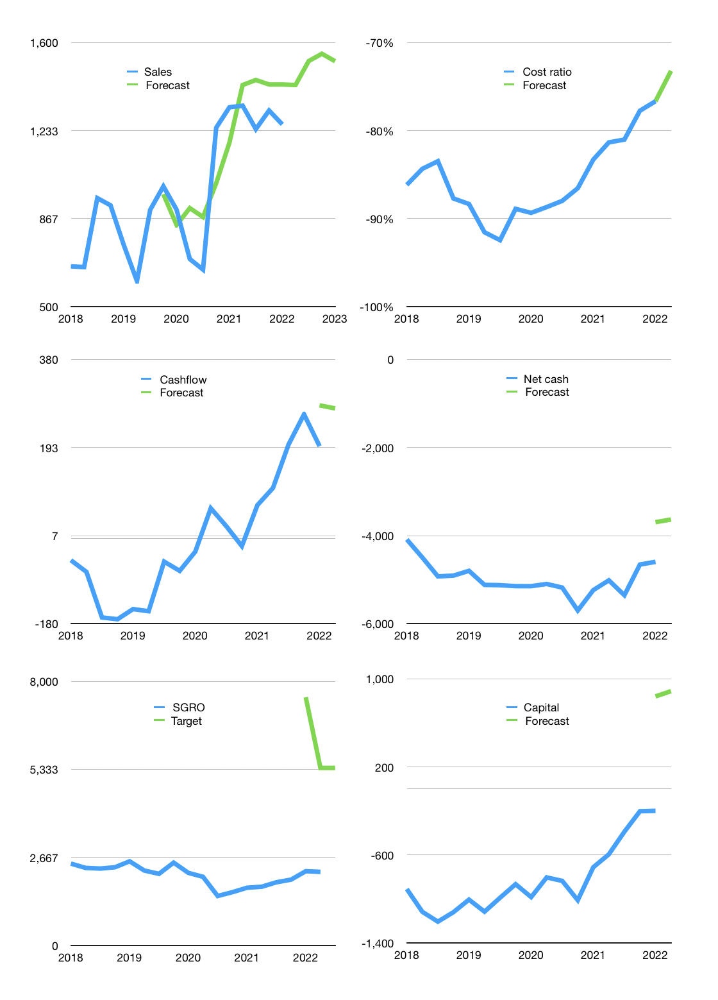 1,600
Sales
Forecast
1,233
867
500
2018 2019 2020 2021 2022 2023
-70%
Cost ratio
Forecast
-80%
-90%
-100%
2018 2019 2020 2021 2022
380
Cashflow
Forecast
193
7
-180
2018 2019 2020 2021 2022
0
Net cash
Forecast
-2,000
-4,000
-6,000
2018 2019 2020 2021 2022
8,000
SGRO
Target
5,333
2,667
0
2018 2019 2020 2021 2022
1,000
Capital
Forecast
200
-600
-1,400
2018 2019 2020 2021 2022